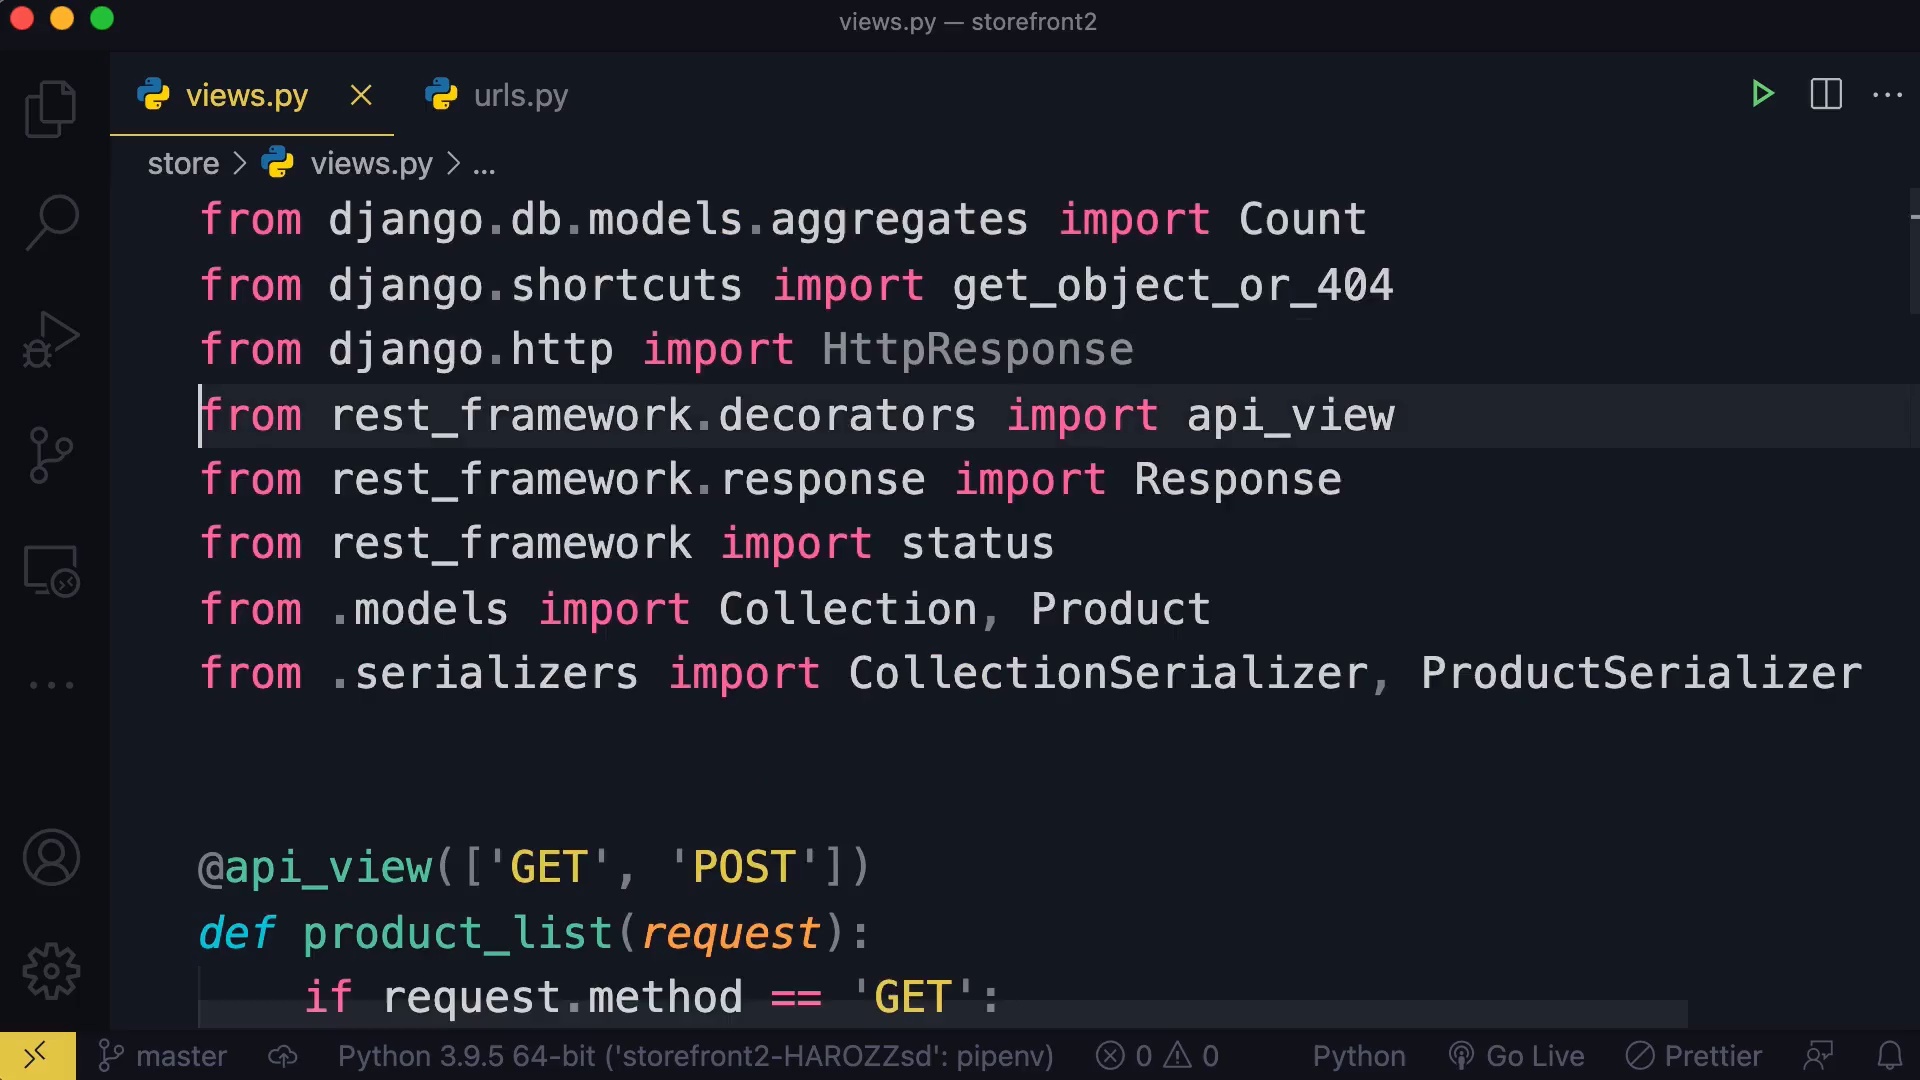 views.py — storefront2
views.py urls.py
store > views.py > ...
from django.db.models.aggregates import Count
from django.shortcuts import get_object_or_404
from django.http import HttpResponse
from rest_framework.decorators import api_view
from rest_framework.response import Response
from rest_framework import status
from .models import Collection, Product
from .serializers import CollectionSerializer, ProductSerializer
@api_view(['GET', 'POST'])
def product_list(request):
    if request.method == 'GET':
master Python 3.9.5 64-bit ('storefront2-HAROZZsd': pipenv) 0 0 Python Go Live Prettier